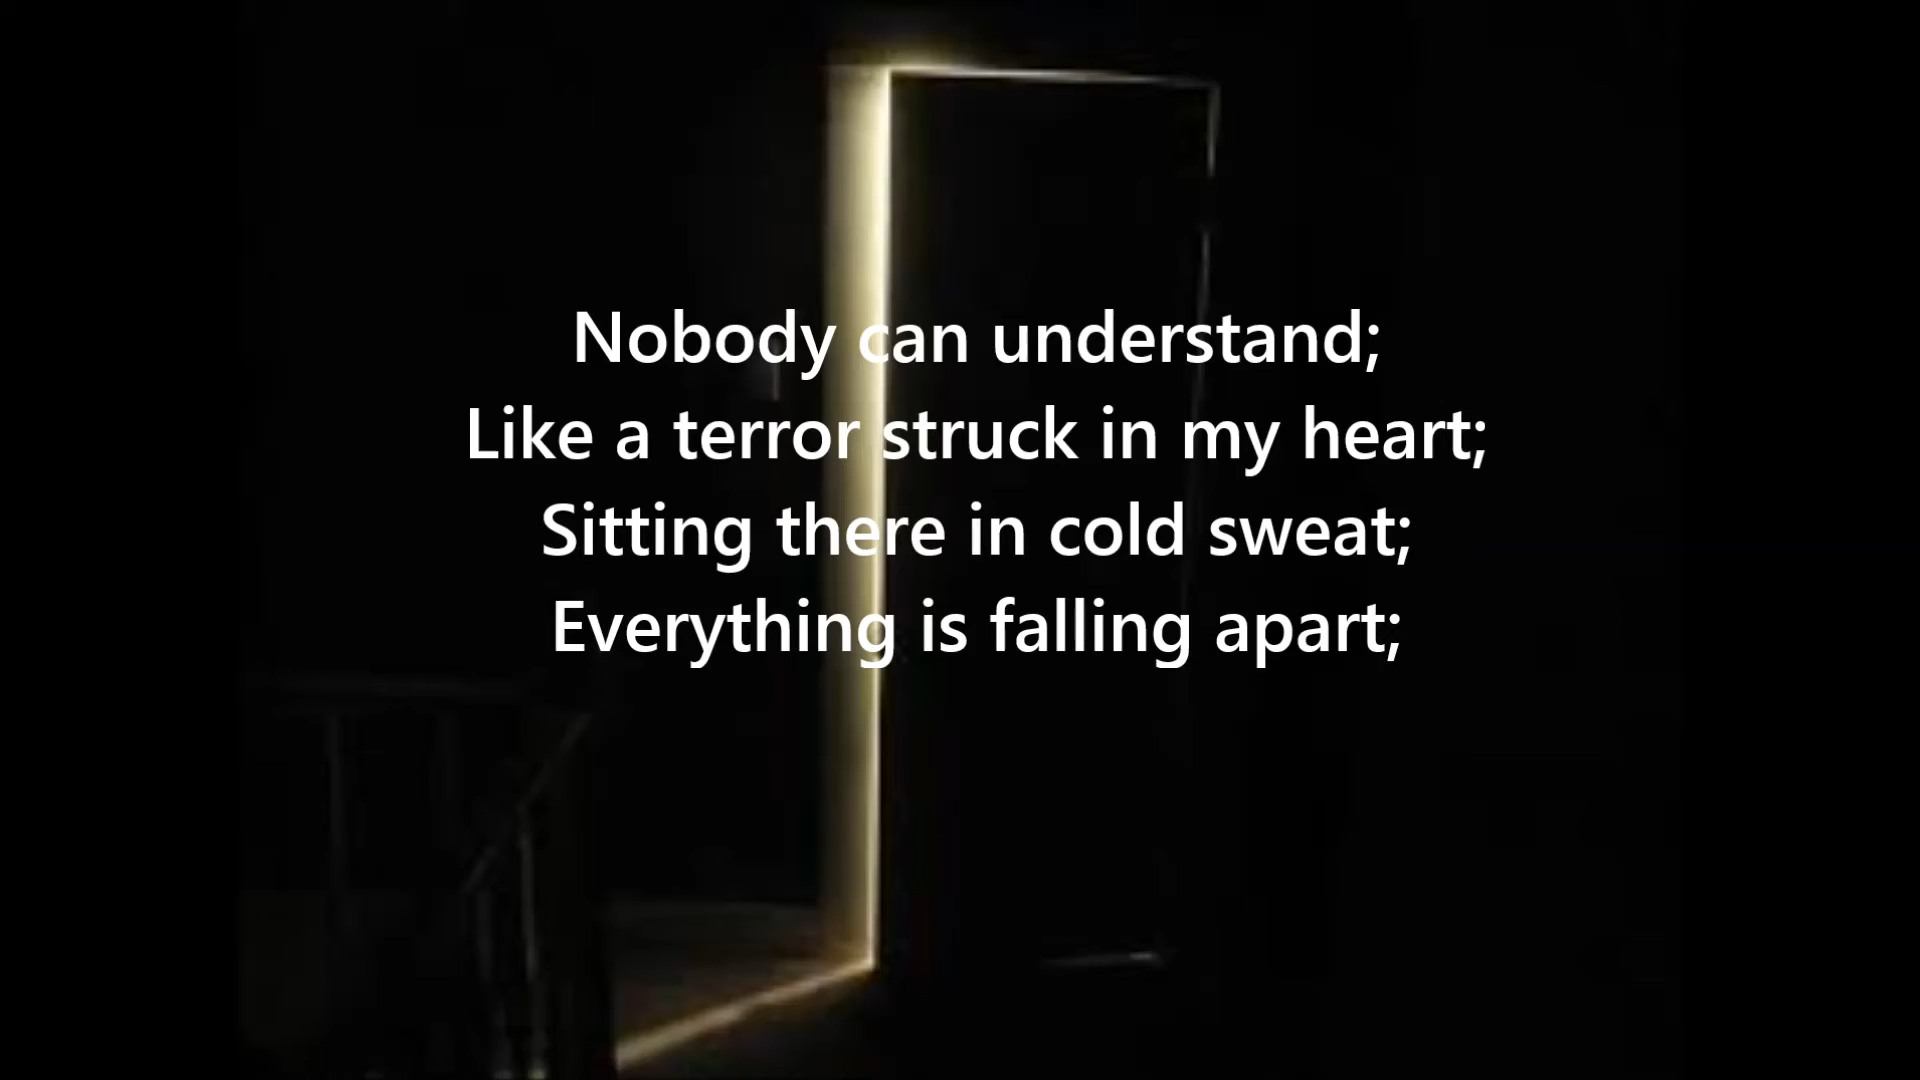 Nobody can understand;
Like a terror struck in my heart;
Sitting there in cold sweat;
Everything is falling apart;